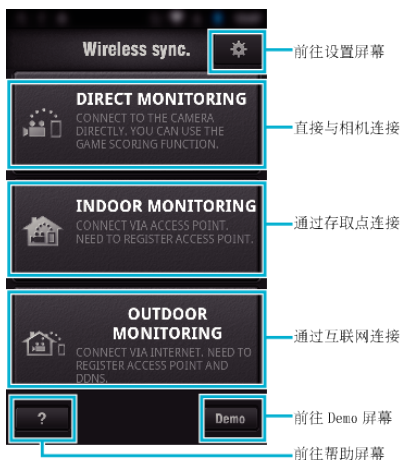 Wireless sync.
前往设置屏幕
DIRECT MONITORING
CONNECT TO THE CAMERA
DIRECTLY. YOU CAN USE THE
GAME SCORING FUNCTION.
直接与相机连接
INDOOR MONITORING
CONNECT VIA ACCESS POINT.
NEED TO REGISTER ACCESS POINT.
通过存取点连接
OUTDOOR
MONITORING
CONNECT VIA INTERNET. NEED TO
REGISTER ACCESS POINT AND
DDNS.
通过互联网连接
?
Demo
前往 Demo 屏幕
前往帮助屏幕